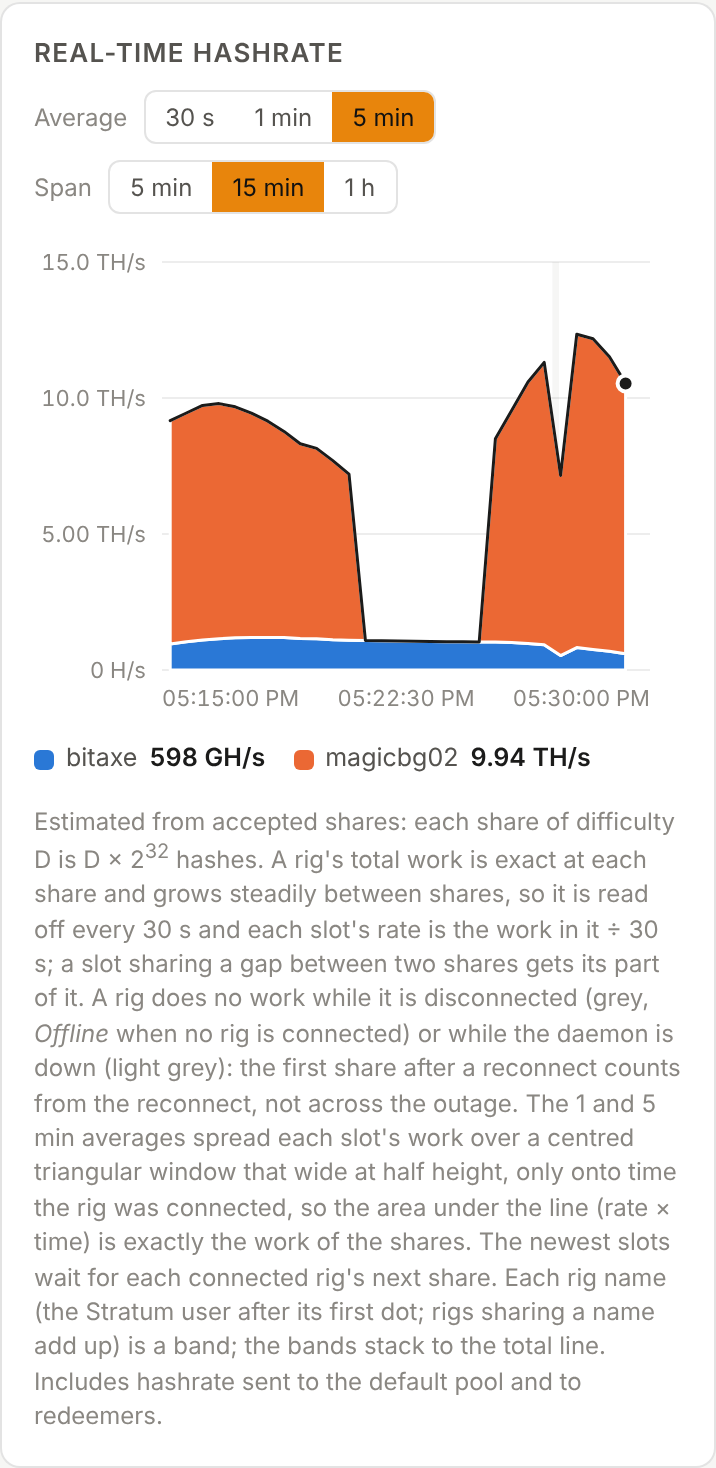 REAL-TIME HASHRATE
Average 30 s 1 min 5 min
Span 5 min 15 min 1 h
15.0 TH/s
10.0 TH/s
5.00 TH/s
0 H/s
05:15:00 PM 05:22:30 PM 05:30:00 PM
bitaxe 598 GH/s magicbg02 9.94 TH/s
Estimated from accepted shares: each share of difficulty
D is D × 2³² hashes. A rig's total work is exact at each
share and grows steadily between shares, so it is read
off every 30 s and each slot's rate is the work in it ÷ 30
s; a slot sharing a gap between two shares gets its part
of it. A rig does no work while it is disconnected (grey,
Offline when no rig is connected) or while the daemon is
down (light grey): the first share after a reconnect counts
from the reconnect, not across the outage. The 1 and 5
min averages spread each slot's work over a centred
triangular window that wide at half height, only onto time
the rig was connected, so the area under the line (rate ×
time) is exactly the work of the shares. The newest slots
wait for each connected rig's next share. Each rig name
(the Stratum user after its first dot; rigs sharing a name
add up) is a band; the bands stack to the total line.
Includes hashrate sent to the default pool and to
redeemers.